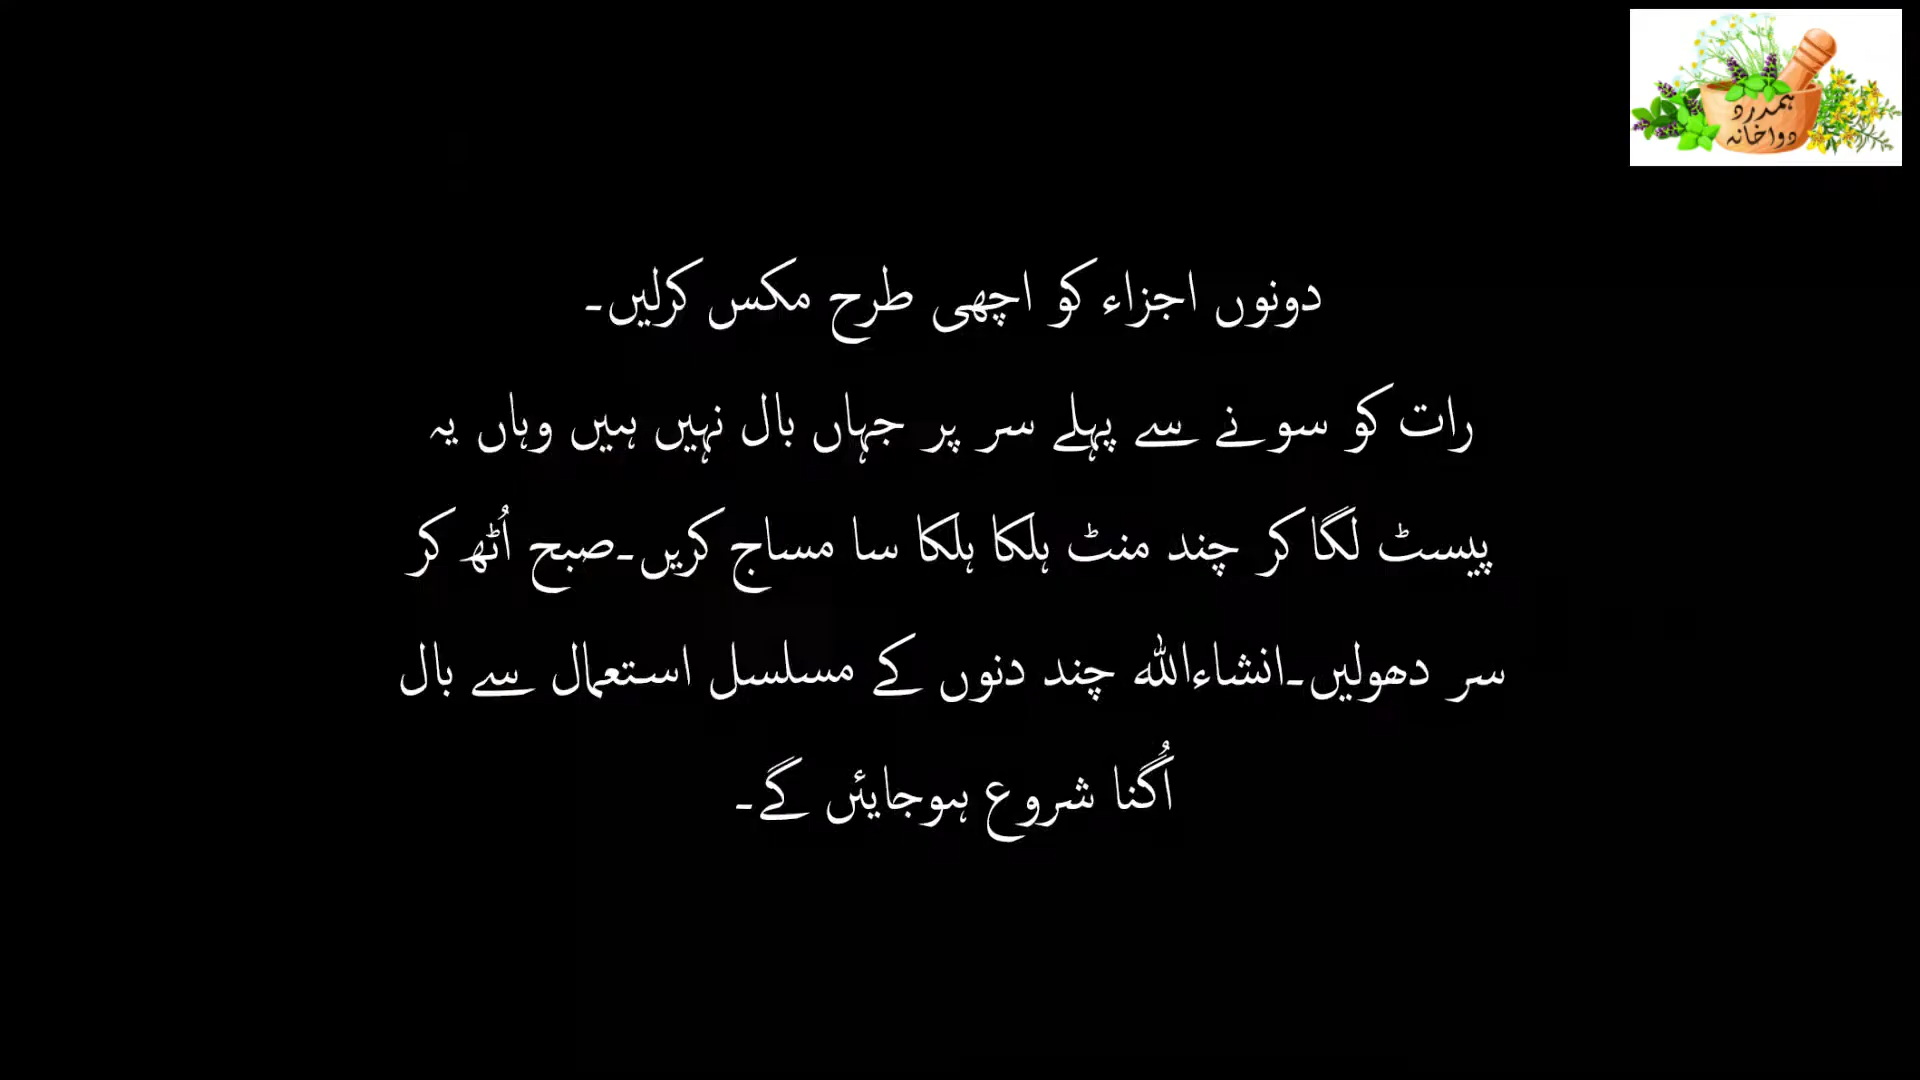 ہمدرد
دواخانہ
دونوں اجزاء کو اچھی طرح مکس کرلیں۔
رات کو سونے سے پہلے سر پر جہاں بال نہیں ہیں وہاں یہ
پیسٹ لگا کر چند منٹ ہلکا ہلکا سا مساج کریں۔صبح اُٹھ کر
سر دھولیں۔انشاءاللہ چند دنوں کے مسلسل استعمال سے بال
اُگنا شروع ہوجایئں گے۔